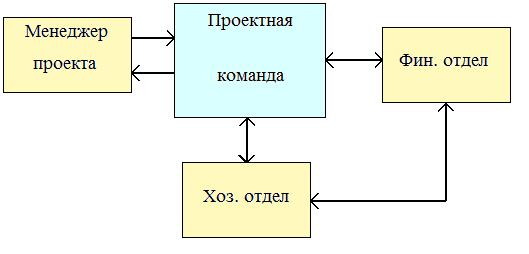 Менеджер
проекта
Проектная
команда
Фин. отдел
Хоз. отдел